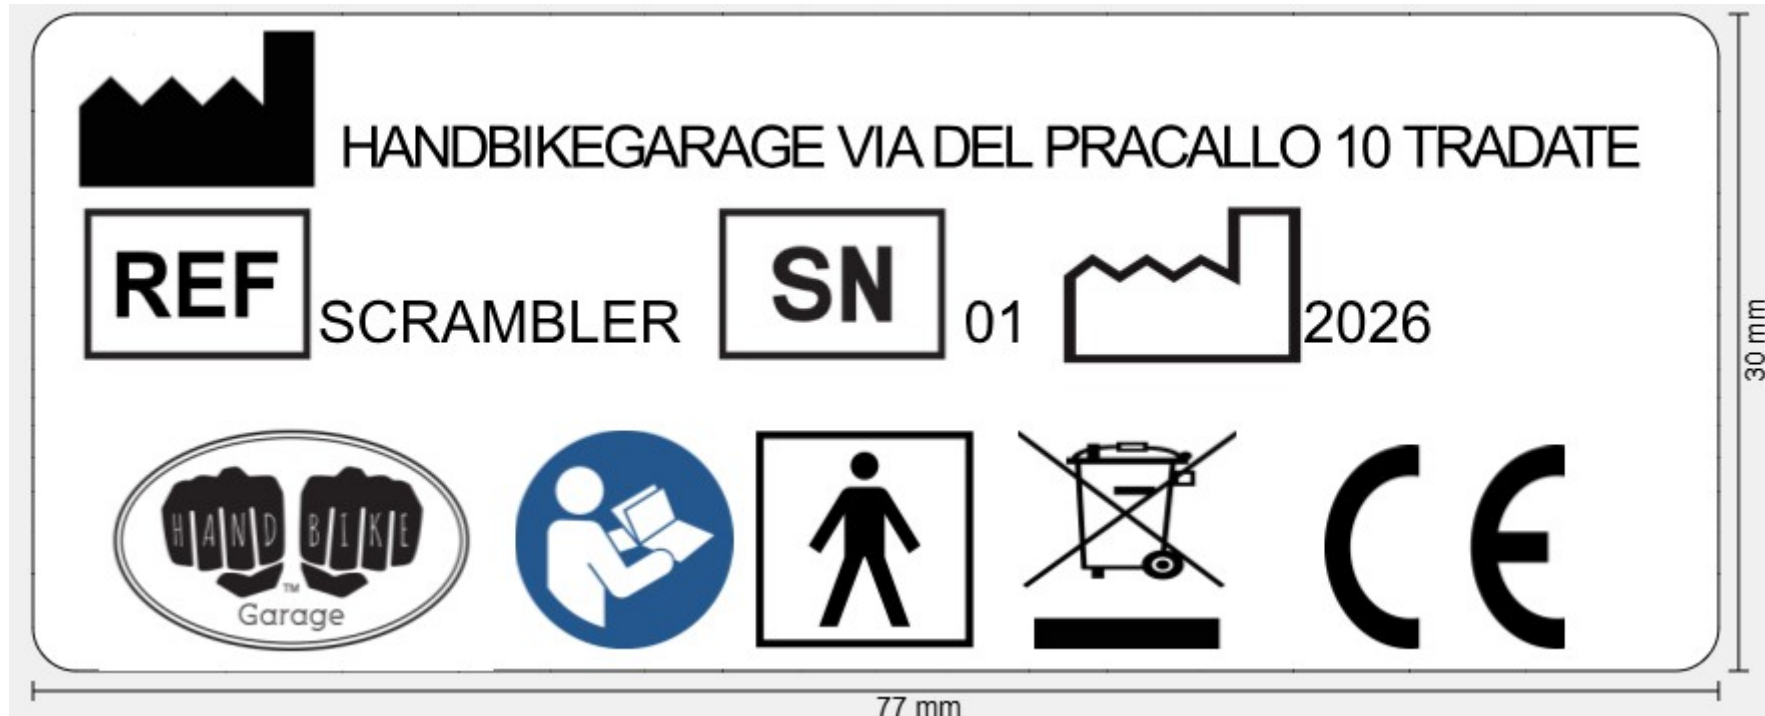 HANDBIKEGARAGE VIA DEL PRACALLO 10 TRADATE
REF SCRAMBLER SN 01 2026
HAND BIKE
TM
Garage
CE
30 mm
77 mm